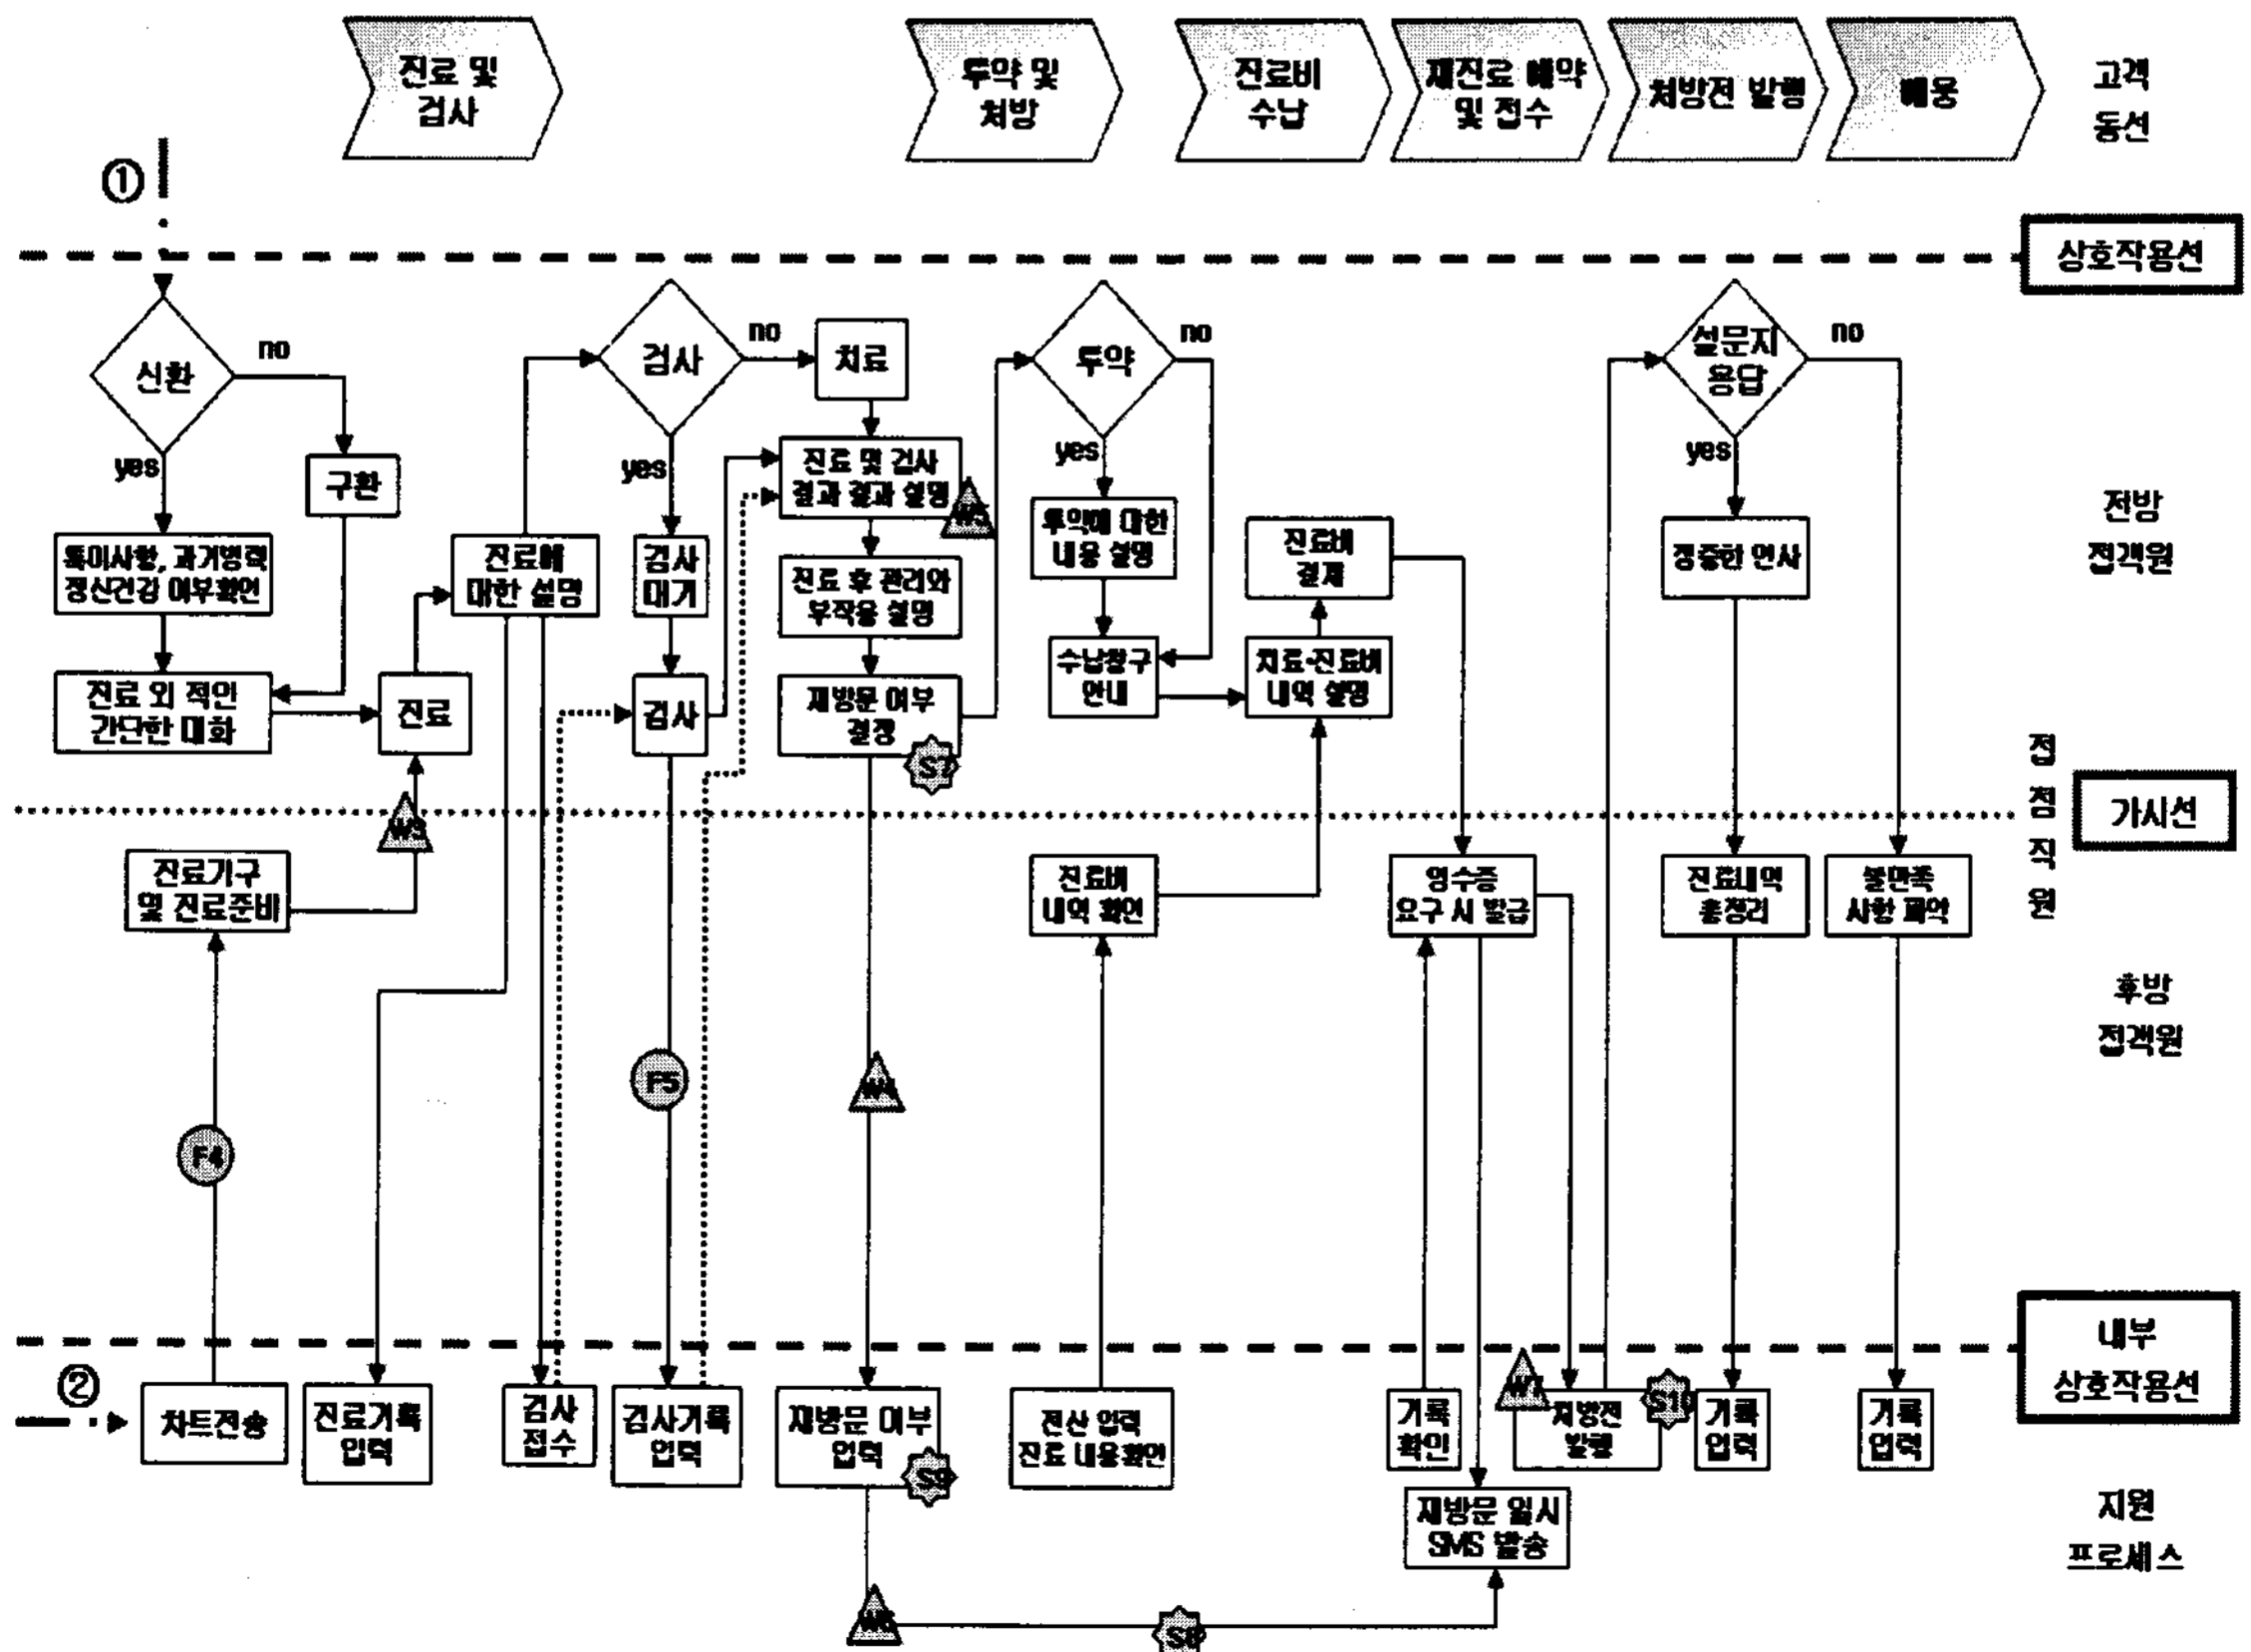 진료 및
검사
투약 및
처방
진료비
수납
재진료 예약
및 접수
처방전 발행
배웅
고객
동선
①
상호작용선
신환
no
yes
구환
특이사항, 과거병력
정신건강 여부확인
진료 외 적인
간단한 대화
진료
진료에
대한 설명
검사
no
yes
치료
검사
대기
검사
진료 및 검사
결과 결과 설명
W5
진료 후 관리와
부작용 설명
재방문 여부
결정
S7
투약
no
yes
투약에 대한
내용 설명
수납창구
안내
진료비
결제
치료·진료비
내역 설명
설문지
응답
no
yes
정중한 인사
전방
접객원
접
점
직
원
가시선
W3
진료기구
및 진료준비
진료비
내역 확인
영수증
요구 시 발급
진료내역
총정리
불만족
사항 파악
후방
접객원
F4
F5
W4
내부
상호작용선
②
차트전송
진료기록
입력
검사
접수
검사기록
입력
재방문 여부
입력
S9
전산 입력
진료 내용확인
기록
확인
W7
처방전
발행
S10
기록
입력
기록
입력
재방문 일시
SMS 발송
지원
프로세스
W6
S8